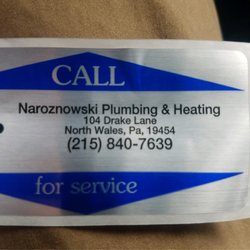 CALL
Naroznowski Plumbing & Heating
104 Drake Lane
North Wales, Pa, 19454
(215) 840-7639
for service